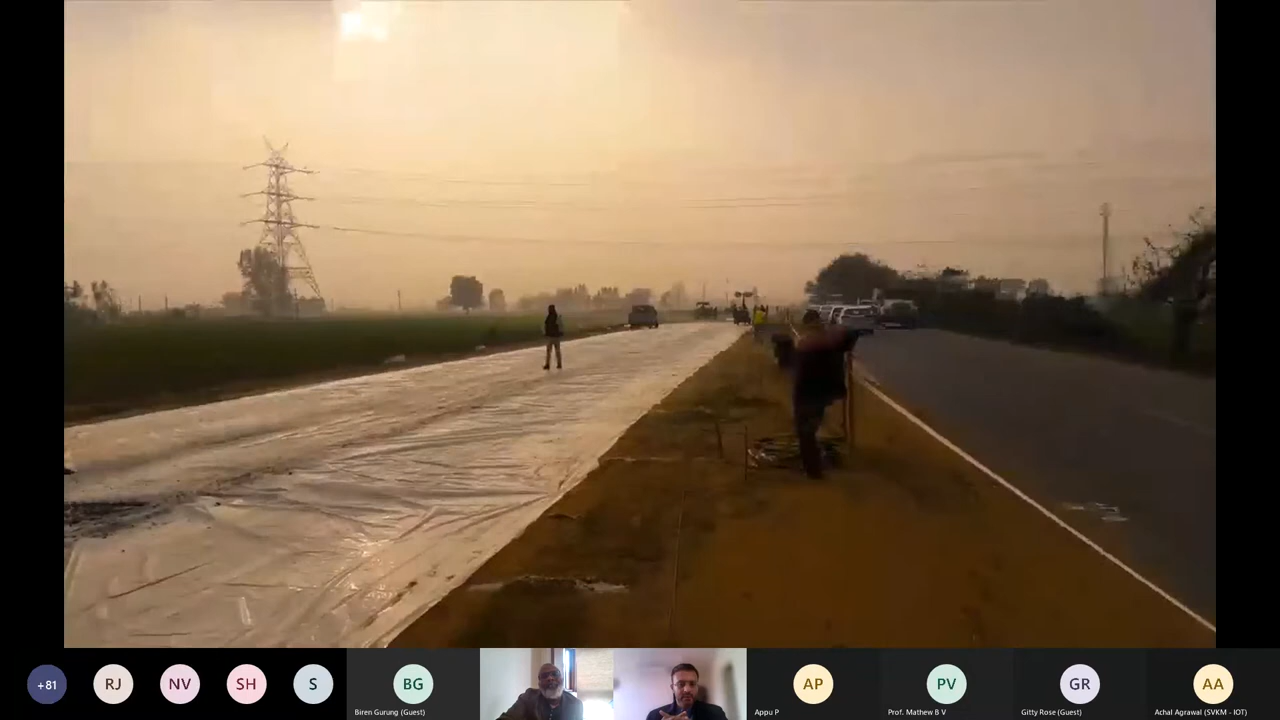 +81
RJ
NV
SH
S
BG
Biren Gurung (Guest)
AP
Appu P
PV
Prof. Mathew B V
GR
Gitty Rose (Guest)
AA
Achal Agrawal (SVKM - IOT)